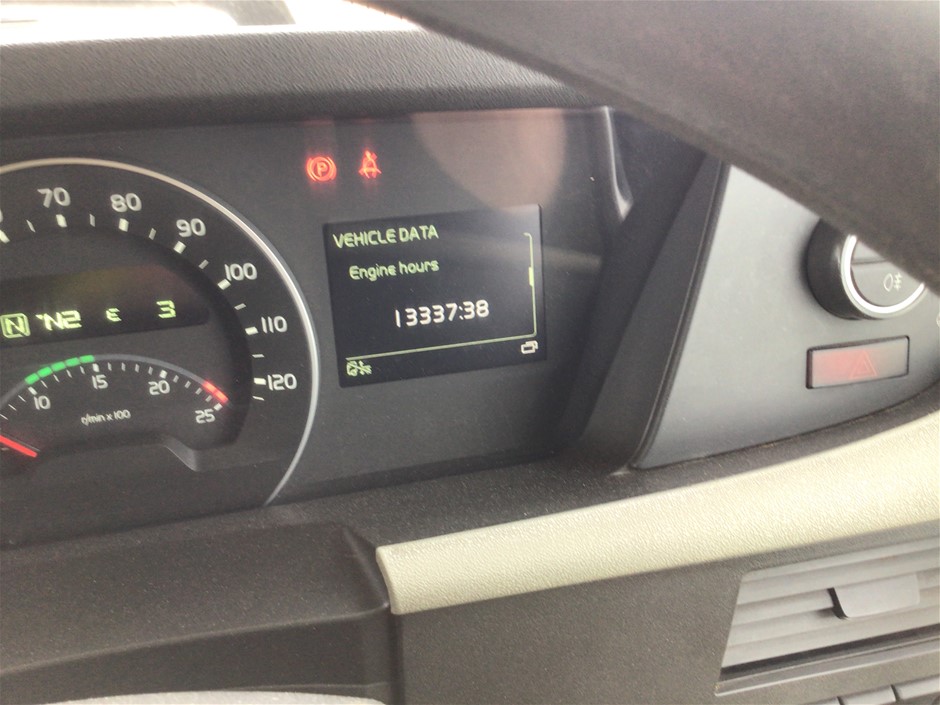 70
80
90
100
110
120
N N2 E 3
10
15
20
25
r/min x 100
P
VEHICLE DATA
Engine hours
13337:38